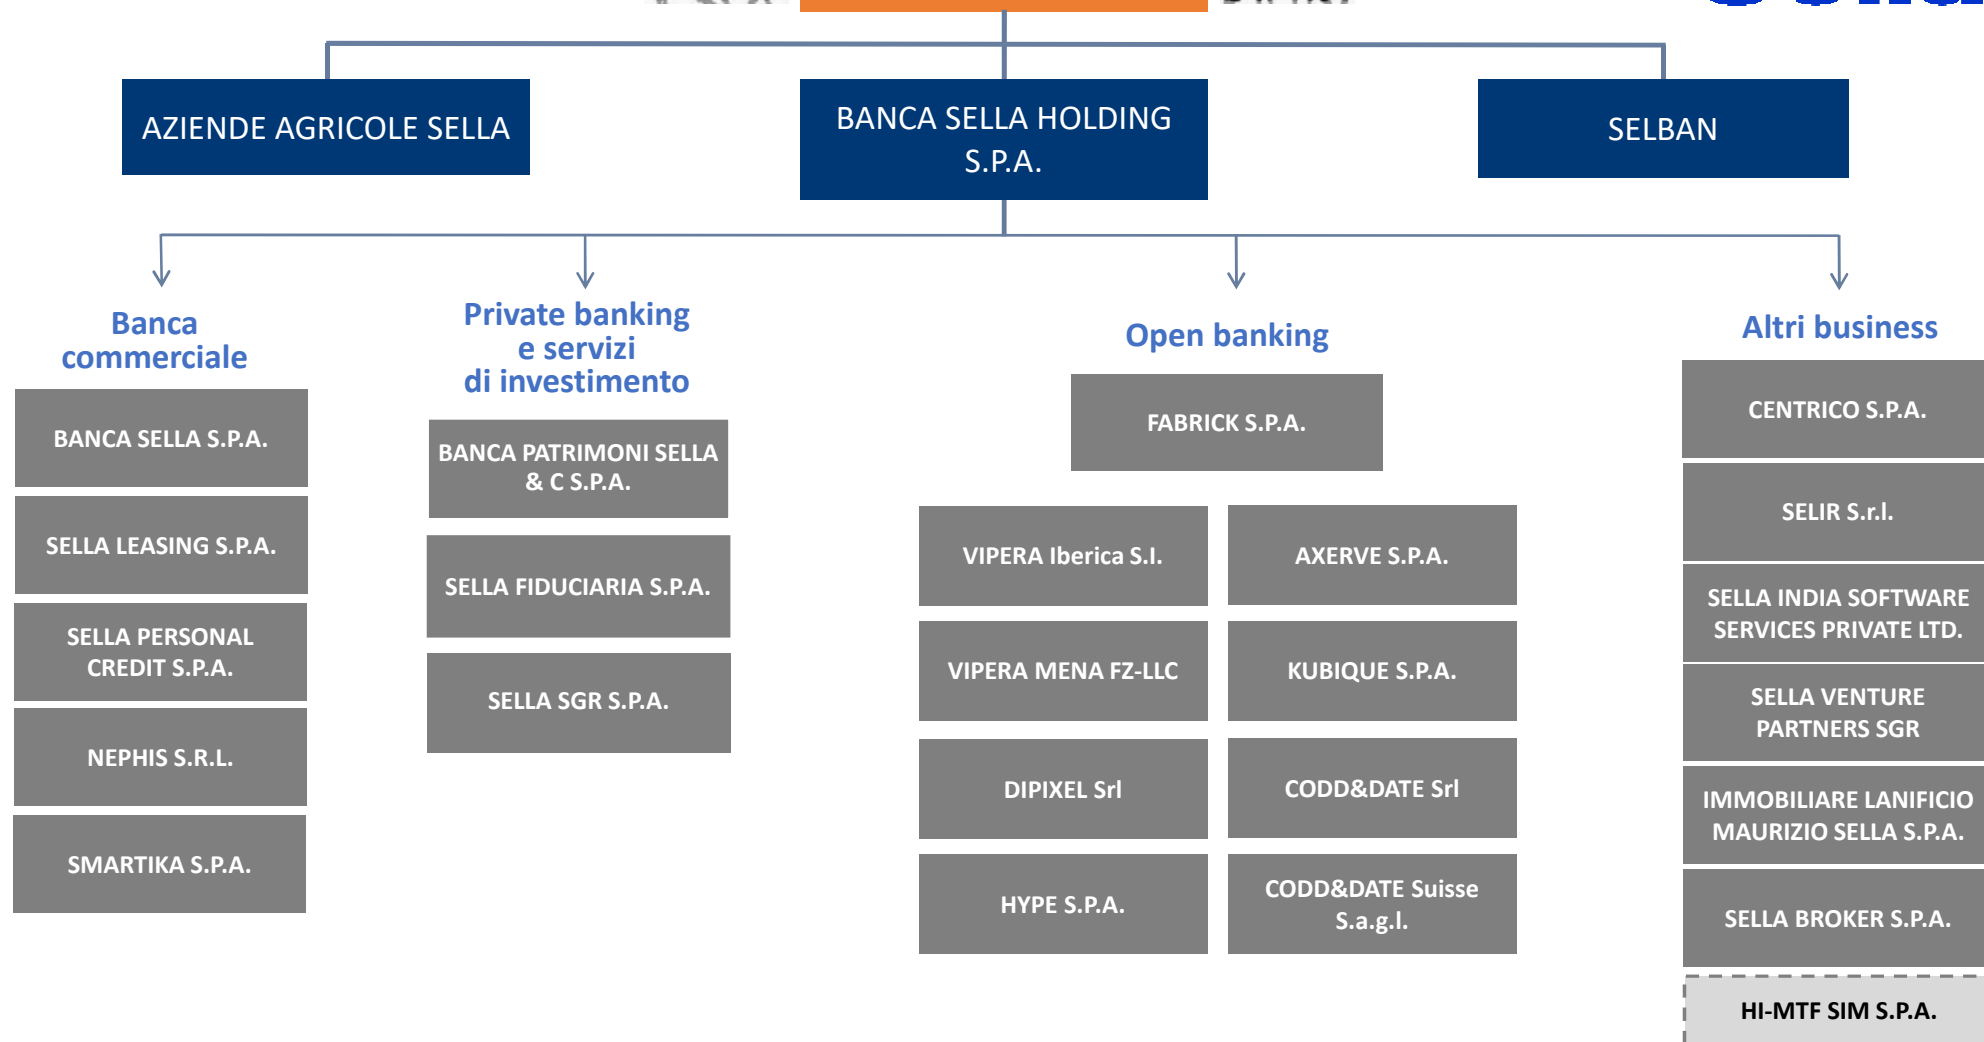 AZIENDE AGRICOLE SELLA
BANCA SELLA HOLDING
S.P.A.
SELBAN
Banca
commerciale
BANCA SELLA S.P.A.
SELLA LEASING S.P.A.
SELLA PERSONAL
CREDIT S.P.A.
NEPHIS S.R.L.
SMARTIKA S.P.A.
Private banking
e servizi
di investimento
BANCA PATRIMONI SELLA
& C S.P.A.
SELLA FIDUCIARIA S.P.A.
SELLA SGR S.P.A.
Open banking
FABRICK S.P.A.
VIPERA Iberica S.l.
AXERVE S.P.A.
VIPERA MENA FZ-LLC
KUBIQUE S.P.A.
DIPIXEL Srl
CODD&DATE Srl
HYPE S.P.A.
CODD&DATE Suisse
S.a.g.l.
Altri business
CENTRICO S.P.A.
SELIR S.r.l.
SELLA INDIA SOFTWARE
SERVICES PRIVATE LTD.
SELLA VENTURE
PARTNERS SGR
IMMOBILIARE LANIFICIO
MAURIZIO SELLA S.P.A.
SELLA BROKER S.P.A.
HI-MTF SIM S.P.A.